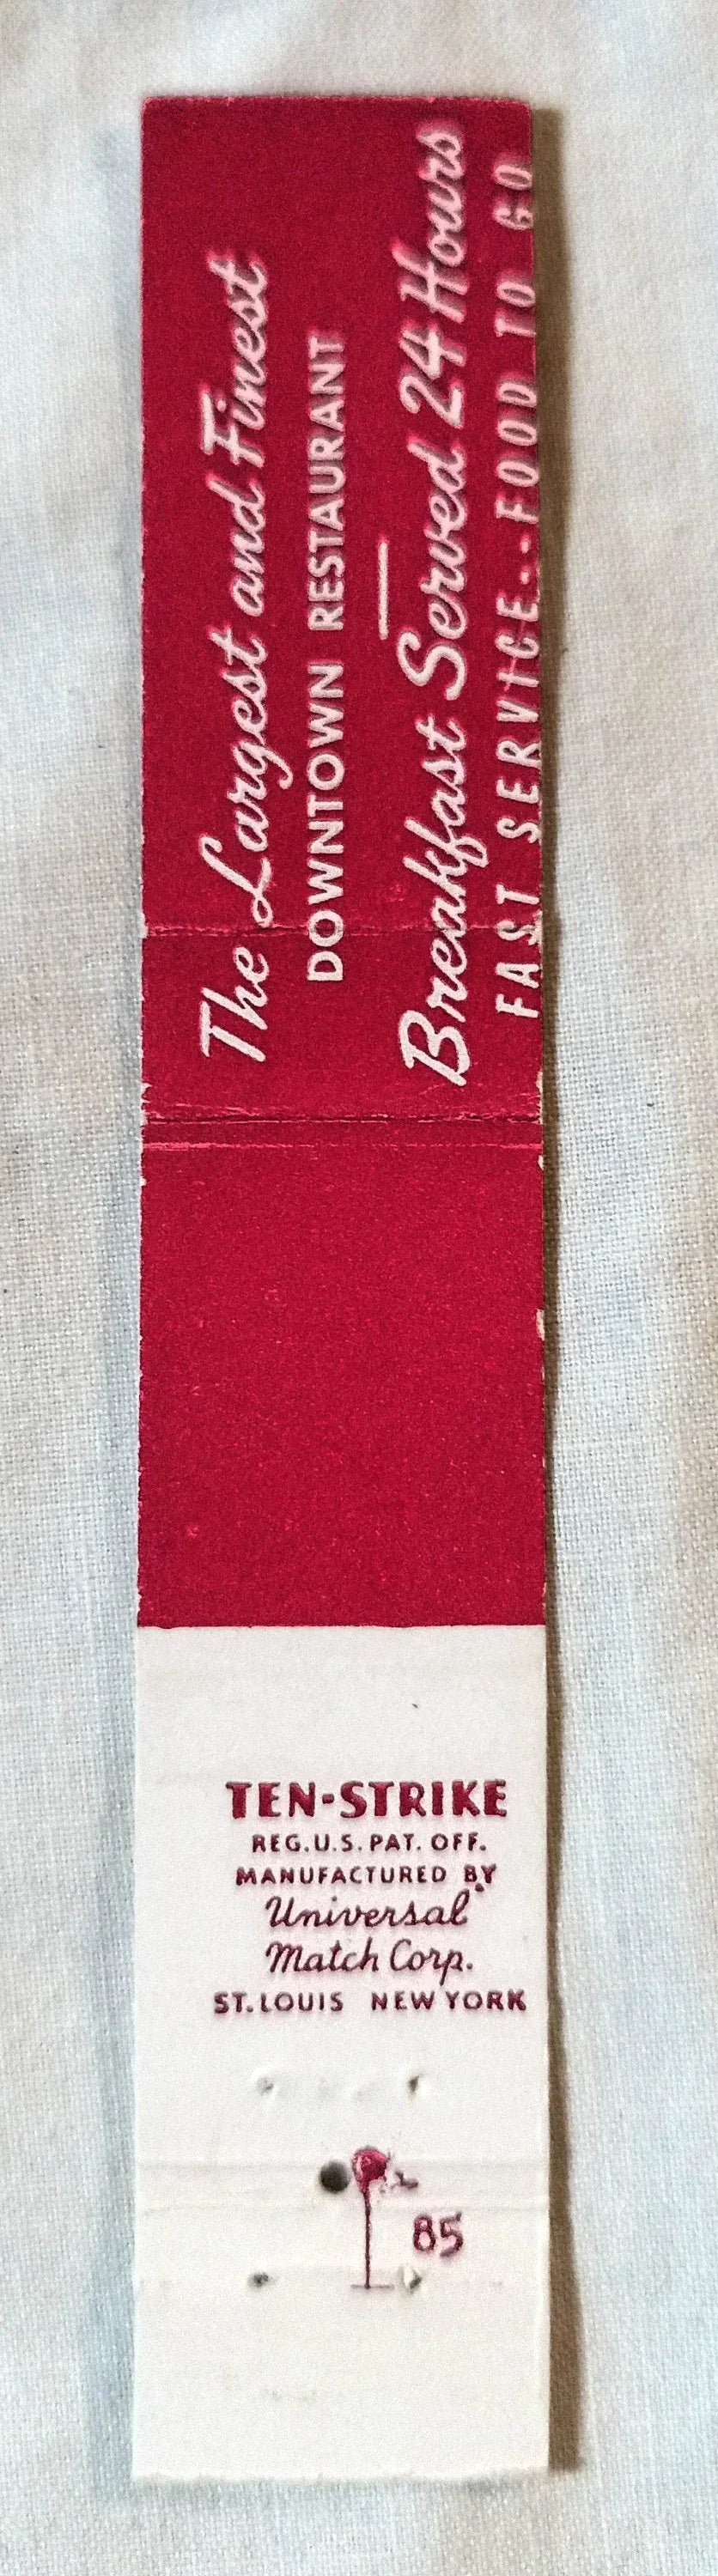 The Largest and Finest
DOWNTOWN RESTAURANT
Breakfast Served 24 Hours
FAST SERVICE--FOOD TO GO
TEN-STRIKE
REG.U.S.PAT. OFF.
MANUFACTURED BY
Universal
Match Corp.
ST.LOUIS NEW YORK
85